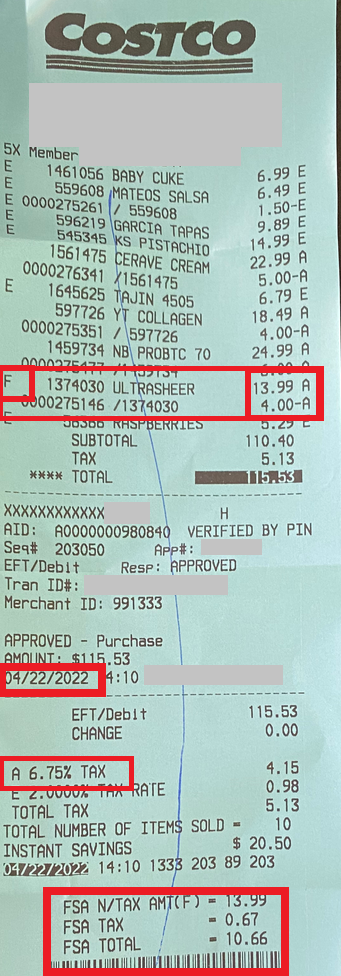 COSTCO
WHOLESALE
5X Member
E 1461056 BABY CUKE 6.99 E
E 559608 MATEOS SALSA 6.49 E
E 0000275261 / 559608 1.50-E
E 596219 GARCIA TAPAS 9.89 E
E 545345 KS PISTACHIO 14.99 E
1561475 CERAVE CREAM 22.99 A
0000276341 /1561475 5.00-A
E 1645625 TAJIN 4505 6.79 E
597726 YT COLLAGEN 18.49 A
0000275351 / 597726 4.00-A
1459734 NB PROBTC 70 24.99 A
0000275477 /1459734 6.00-A
F 1374030 ULTRASHEER 13.99 A
0000275146 /1374030 4.00-A
E 56366 RASPBERRIES 5.29 E
SUBTOTAL 110.40
TAX 5.13
**** TOTAL 115.53
XXXXXXXXXXXX H
AID: A0000000980840 VERIFIED BY PIN
Seq# 203050 App#:
EFT/Debit Resp: APPROVED
Tran ID#:
Merchant ID: 991333
APPROVED - Purchase
AMOUNT: $115.53
04/22/2022 14:10
EFT/Debit 115.53
CHANGE 0.00
A 6.75% TAX 4.15
E 2.0000% TAX RATE 0.98
TOTAL TAX 5.13
TOTAL NUMBER OF ITEMS SOLD = 10
INSTANT SAVINGS $ 20.50
04/22/2022 14:10 1333 203 89 203
FSA N/TAX AMT(F) = 13.99
FSA TAX = 0.67
FSA TOTAL = 10.66